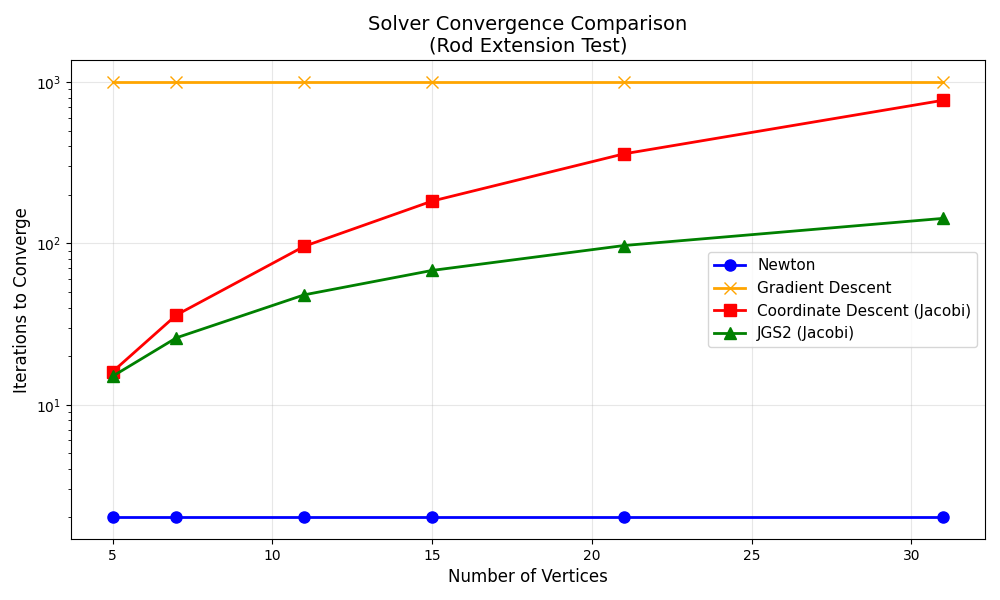 Solver Convergence Comparison
(Rod Extension Test)
Iterations to Converge
10³
10²
10¹
Newton
Gradient Descent
Coordinate Descent (Jacobi)
JGS2 (Jacobi)
5 10 15 20 25 30
Number of Vertices